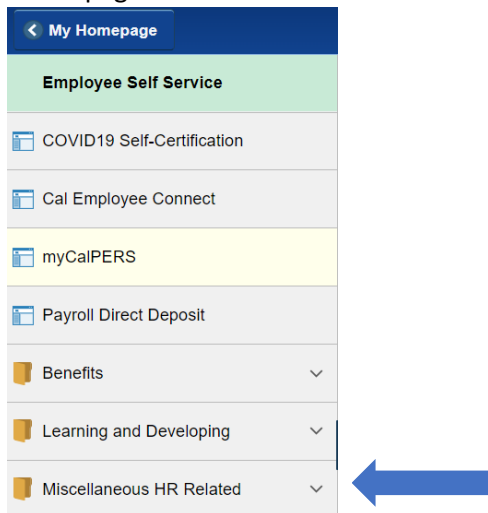 My Homepage
Employee Self Service
COVID19 Self-Certification
Cal Employee Connect
myCalPERS
Payroll Direct Deposit
Benefits
Learning and Developing
Miscellaneous HR Related